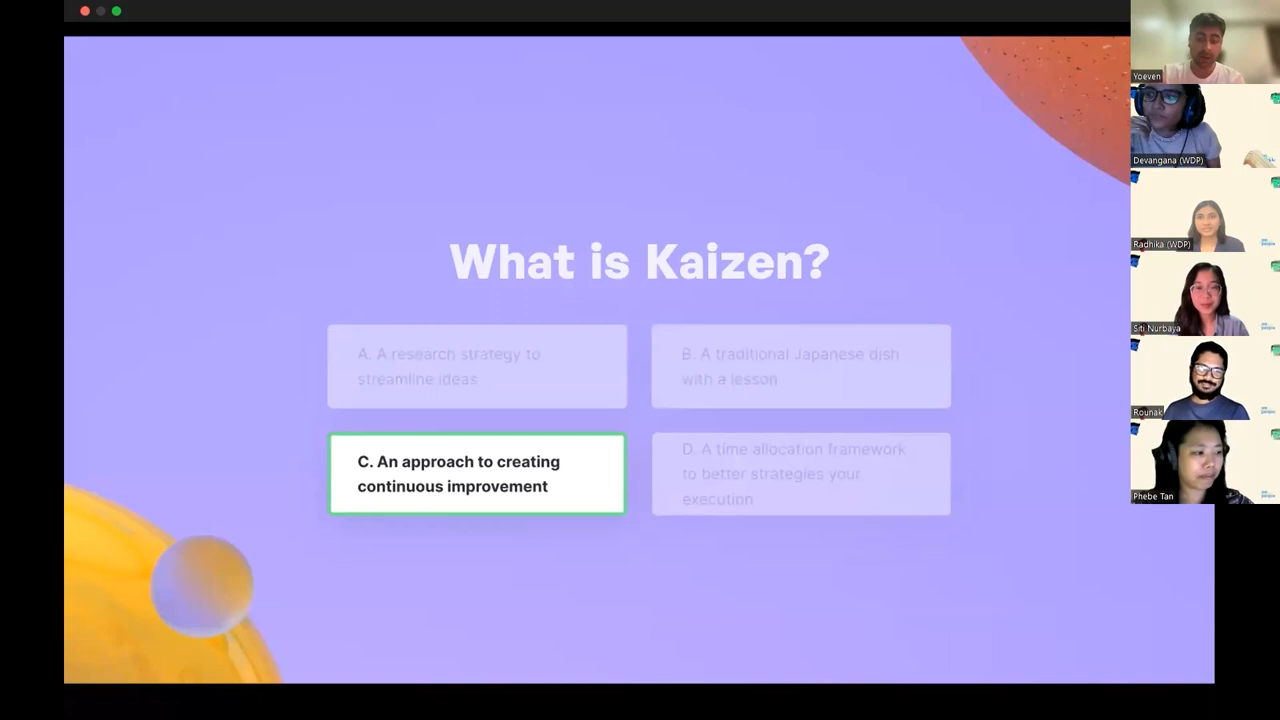 What is Kaizen?
A. A research strategy to
streamline ideas
B. A traditional Japanese dish
with a lesson
C. An approach to creating
continuous improvement
D. A time allocation framework
to better strategies your
execution
Yoeven
Devangana (WDP)
Radhika (WDP)
Siti Nurbaya
Rounak
Phebe Tan